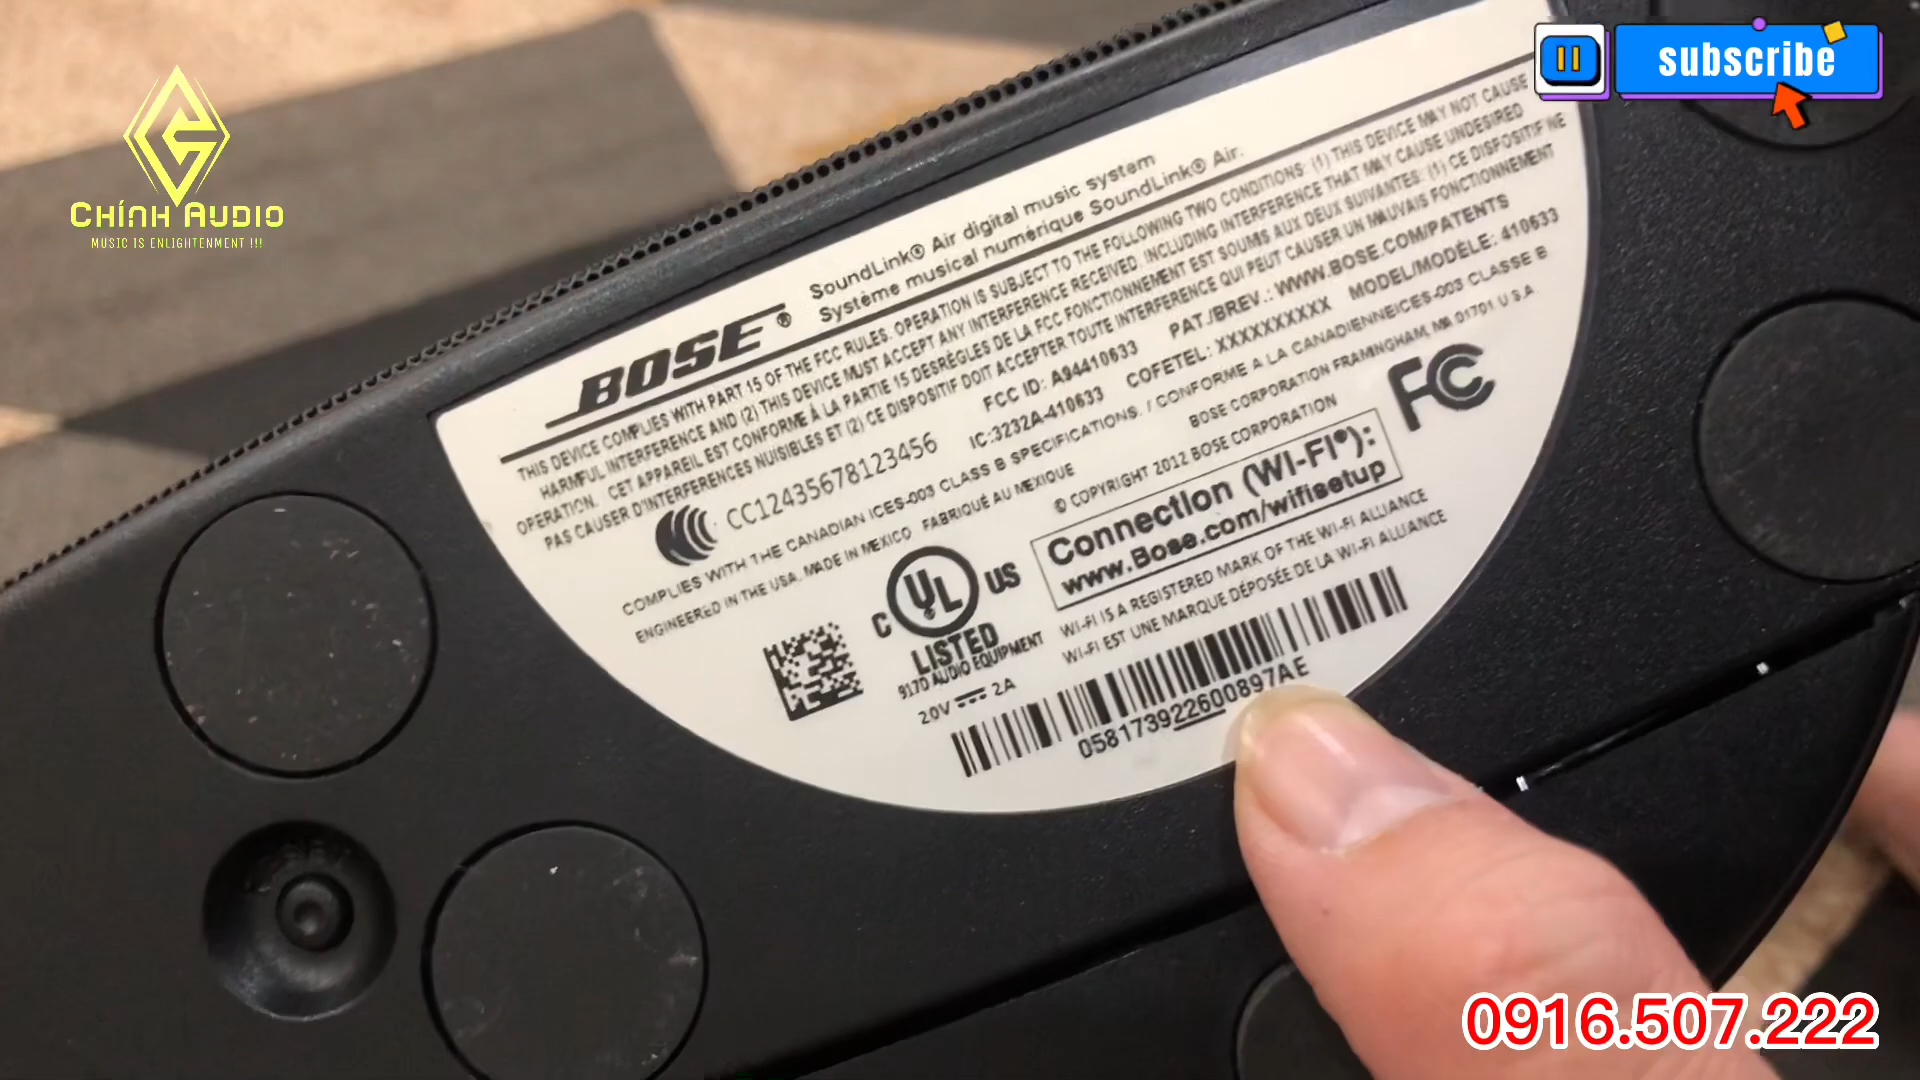 subscribe
CHÍNH AUDIO
MUSIC IS ENLIGHTENMENT !!!
BOSE®
SoundLink® Air digital music system
Système musical numérique SoundLink® Air.
THIS DEVICE COMPLIES WITH PART 15 OF THE FCC RULES. OPERATION IS SUBJECT TO THE FOLLOWING TWO CONDITIONS: (1) THIS DEVICE MAY NOT CAUSE
HARMFUL INTERFERENCE AND (2) THIS DEVICE MUST ACCEPT ANY INTERFERENCE RECEIVED, INCLUDING INTERFERENCE THAT MAY CAUSE UNDESIRED
OPERATION. CET APPAREIL EST CONFORME À LA PARTIE 15 DESRÈGLES DE LA FCC FONCTIONNEMENT EST SOUMIS AUX DEUX SUIVANTES: (1) CE DISPOSITIF NE
PAS CAUSER D'INTERFERENCES NUISIBLES ET (2) CE DISPOSITIF DOIT ACCEPTER TOUTE INTERFERENCE QUI PEUT CAUSER UN MAUVAIS FONCTIONNEMENT
CC12435678123456
FCC ID: A94410633
PAT./BREV.: WWW.BOSE.COM/PATENTS
IC:3232A-410633
COFETEL: XXXXXXXXXX
MODEL/MODÈLE: 410633
COMPLIES WITH THE CANADIAN ICES-003 CLASS B SPECIFICATIONS. / CONFORME A LA CANADIENNEICES-003 CLASSE B
ENGINEERED IN THE USA. MADE IN MEXICO FABRIQUÉ AU MEXIQUE
BOSE CORPORATION FRAMINGHAM, MA 01701 U.S.A.
© COPYRIGHT 2012 BOSE CORPORATION
FC
Connection (WI-FI®):
www.Bose.com/wifisetup
C UL® US
LISTED
917D AUDIO EQUIPMENT
WI-FI IS A REGISTERED MARK OF THE WI-FI ALLIANCE
WI-FI EST UNE MARQUE DÉPOSÉE DE LA WI-FI ALLIANCE
20V 2A
058173922600897AE
0916.507.222